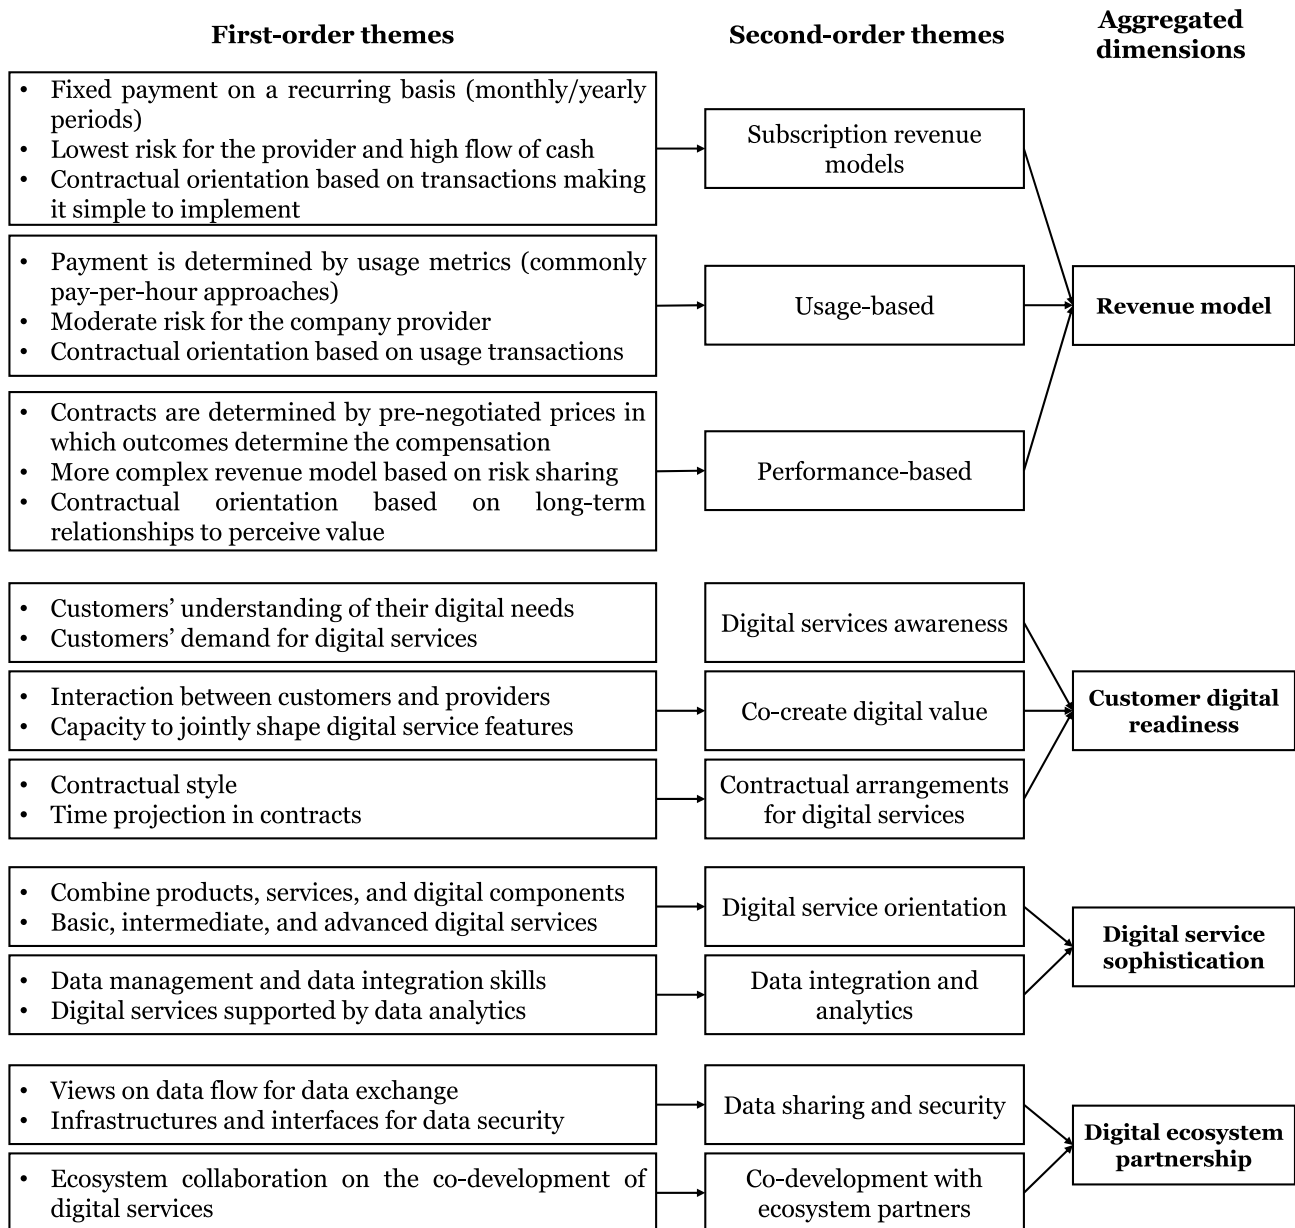 First-order themes
Second-order themes
Aggregated
dimensions
• Fixed payment on a recurring basis (monthly/yearly
periods)
• Lowest risk for the provider and high flow of cash
• Contractual orientation based on transactions making
it simple to implement
Subscription revenue
models
• Payment is determined by usage metrics (commonly
pay-per-hour approaches)
• Moderate risk for the company provider
• Contractual orientation based on usage transactions
Usage-based
Revenue model
• Contracts are determined by pre-negotiated prices in
which outcomes determine the compensation
• More complex revenue model based on risk sharing
• Contractual orientation based on long-term
relationships to perceive value
Performance-based
• Customers’ understanding of their digital needs
• Customers’ demand for digital services
Digital services awareness
• Interaction between customers and providers
• Capacity to jointly shape digital service features
Co-create digital value
Customer digital
readiness
• Contractual style
• Time projection in contracts
Contractual arrangements
for digital services
• Combine products, services, and digital components
• Basic, intermediate, and advanced digital services
Digital service orientation
Digital service
sophistication
• Data management and data integration skills
• Digital services supported by data analytics
Data integration and
analytics
• Views on data flow for data exchange
• Infrastructures and interfaces for data security
Data sharing and security
Digital ecosystem
partnership
• Ecosystem collaboration on the co-development of
digital services
Co-development with
ecosystem partners